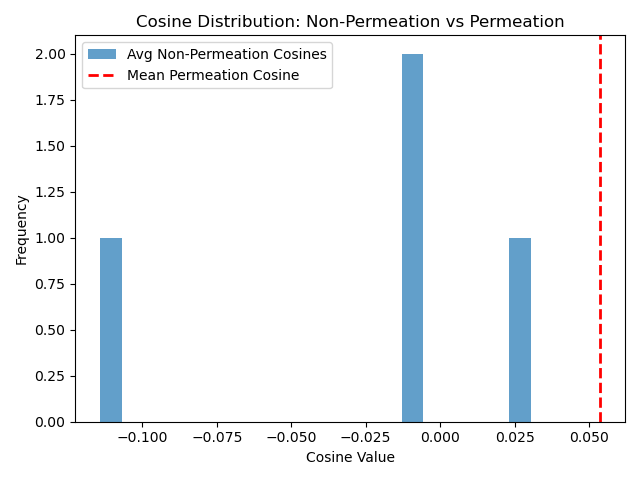 Cosine Distribution: Non-Permeation vs Permeation
Avg Non-Permeation Cosines
Mean Permeation Cosine
Frequency
2.00
1.75
1.50
1.25
1.00
0.75
0.50
0.25
0.00
−0.100 −0.075 −0.050 −0.025 0.000 0.025 0.050
Cosine Value